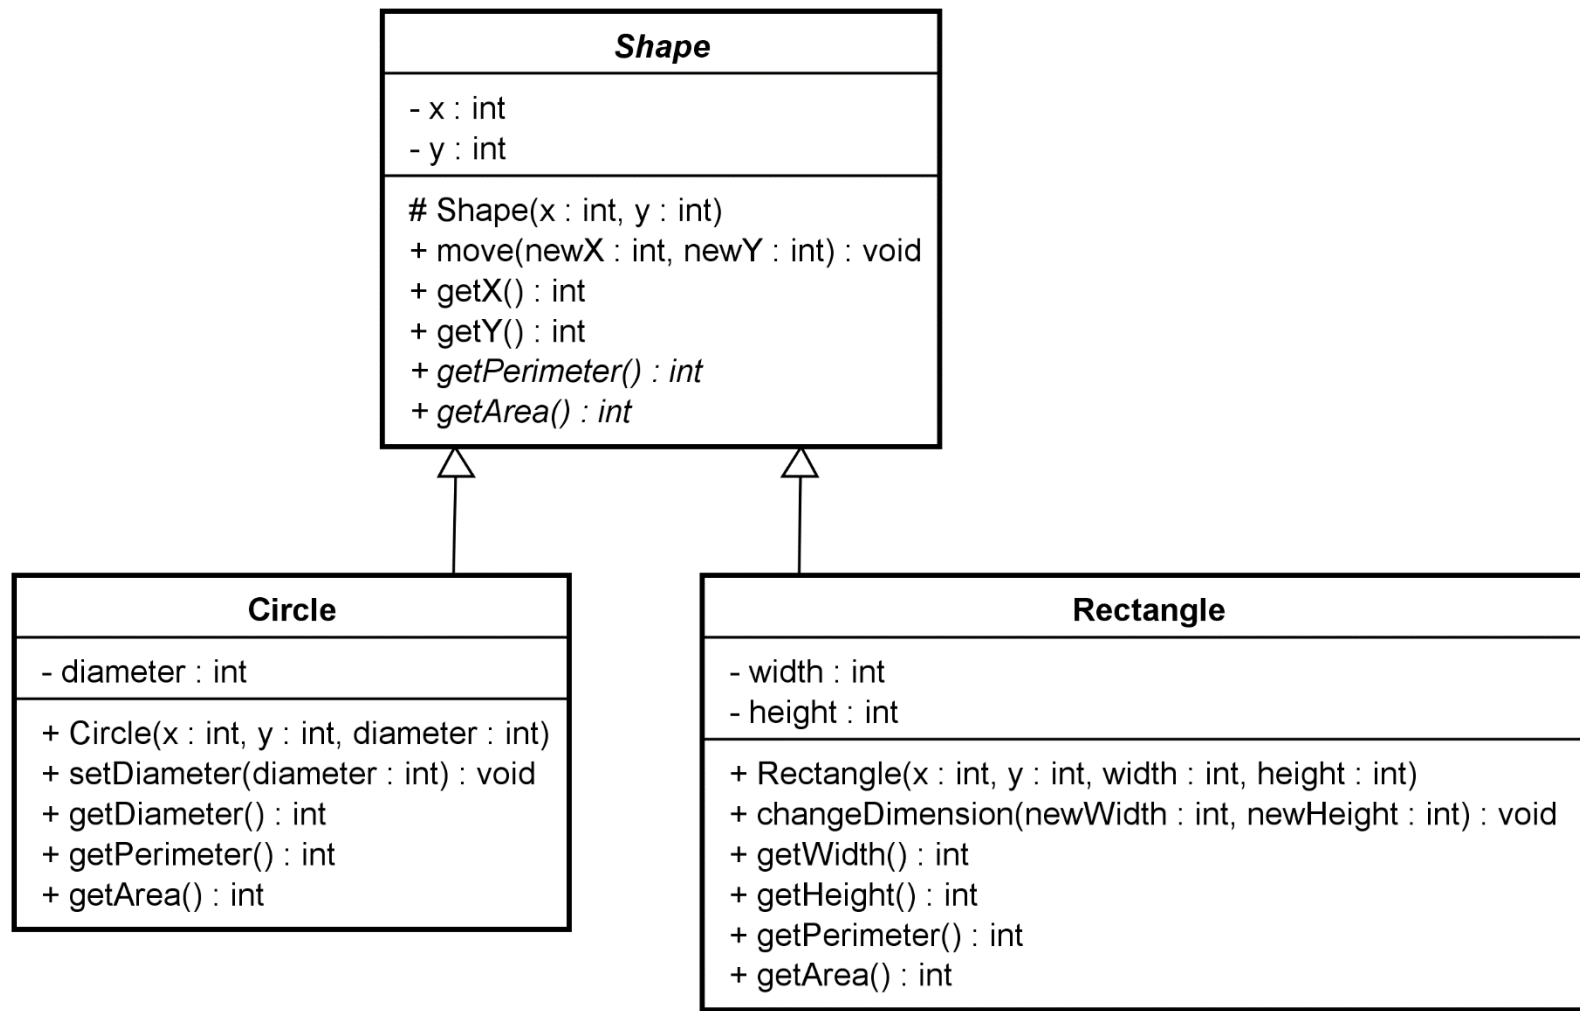 Shape
- x : int
- y : int
# Shape(x : int, y : int)
+ move(newX : int, newY : int) : void
+ getX() : int
+ getY() : int
+ getPerimeter() : int
+ getArea() : int
Circle
- diameter : int
+ Circle(x : int, y : int, diameter : int)
+ setDiameter(diameter : int) : void
+ getDiameter() : int
+ getPerimeter() : int
+ getArea() : int
Rectangle
- width : int
- height : int
+ Rectangle(x : int, y : int, width : int, height : int)
+ changeDimension(newWidth : int, newHeight : int) : void
+ getWidth() : int
+ getHeight() : int
+ getPerimeter() : int
+ getArea() : int